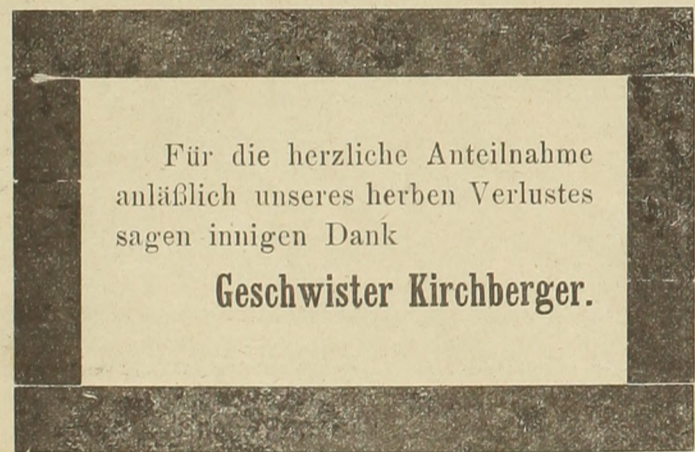 Für die herzliche Anteilnahme
anläßlich unseres herben Verlustes
sagen innigen Dank
Geschwister Kirchberger.